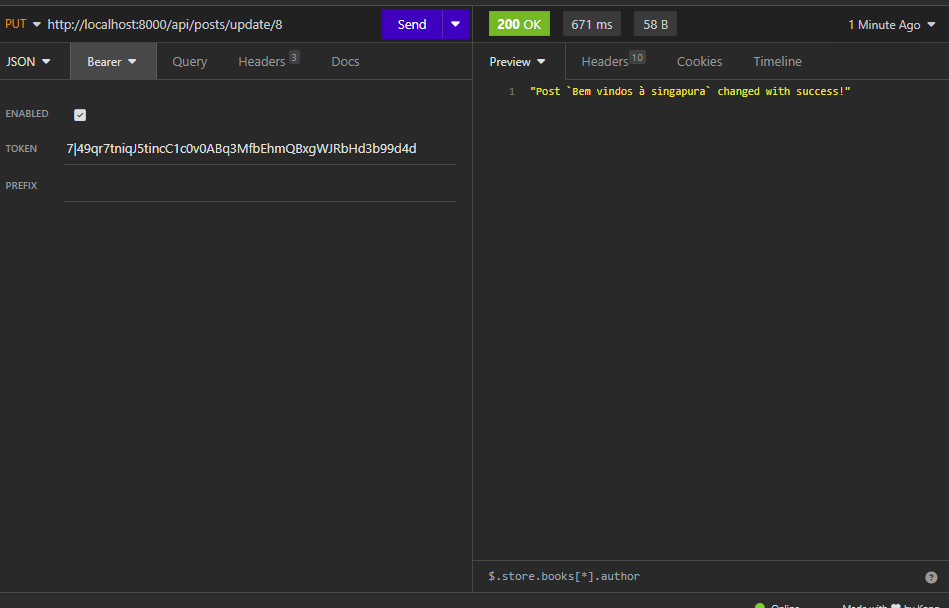 PUT http://localhost:8000/api/posts/update/8 Send
200 OK 671 ms 58 B 1 Minute Ago
JSON Bearer Query Headers 3 Docs
Preview Headers 10 Cookies Timeline
ENABLED
TOKEN 7|49qr7tniqJ5tincC1c0v0ABq3MfbEhmQBxgWJRbHd3b99d4d
PREFIX
1 "Post `Bem vindos à singapura` changed with success!"
$.store.books[*].author ?
Online Made with by Kong